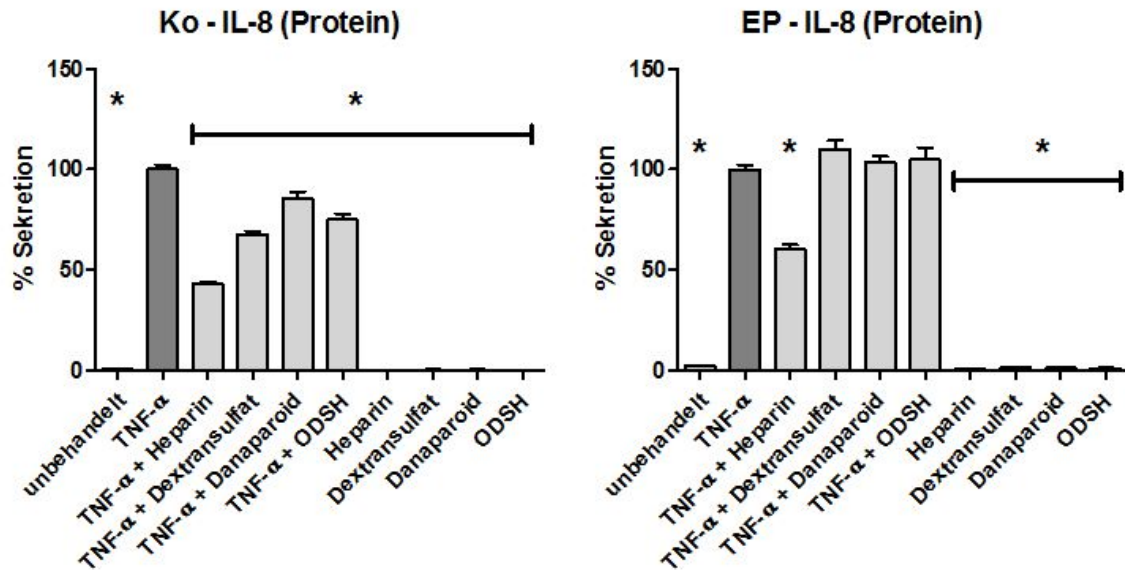 Ko - IL-8 (Protein)
% Sekretion
150
100
50
0
*
*
unbehandelt
TNF-α
TNF-α + Heparin
TNF-α + Dextransulfat
TNF-α + Danaparoid
TNF-α + ODSH
Heparin
Dextransulfat
Danaparoid
ODSH
EP - IL-8 (Protein)
% Sekretion
150
100
50
0
*
*
*
unbehandelt
TNF-α
TNF-α + Heparin
TNF-α + Dextransulfat
TNF-α + Danaparoid
TNF-α + ODSH
Heparin
Dextransulfat
Danaparoid
ODSH